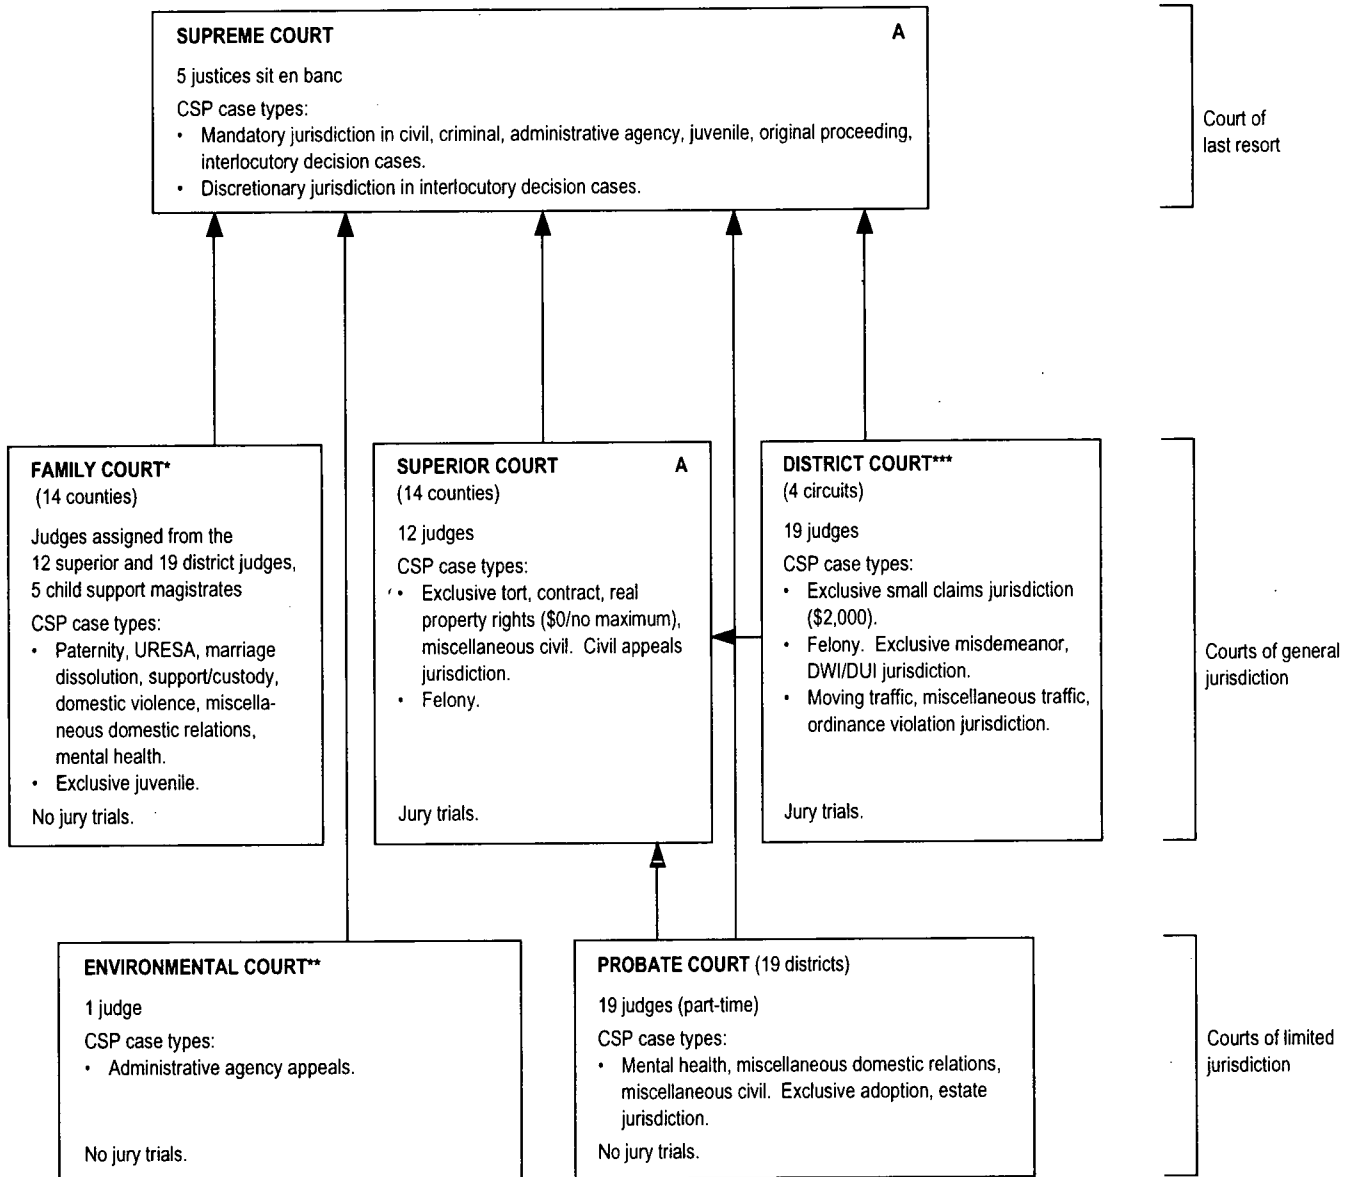 SUPREME COURT A
5 justices sit en banc
CSP case types:
• Mandatory jurisdiction in civil, criminal, administrative agency, juvenile, original proceeding,
interlocutory decision cases.
• Discretionary jurisdiction in interlocutory decision cases.
Court of
last resort
FAMILY COURT*
(14 counties)
Judges assigned from the
12 superior and 19 district judges,
5 child support magistrates
CSP case types:
• Paternity, URESA, marriage
dissolution, support/custody,
domestic violence, miscella-
neous domestic relations,
mental health.
• Exclusive juvenile.
No jury trials.
SUPERIOR COURT A
(14 counties)
12 judges
CSP case types:
• Exclusive tort, contract, real
property rights ($0/no maximum),
miscellaneous civil. Civil appeals
jurisdiction.
• Felony.
Jury trials.
DISTRICT COURT***
(4 circuits)
19 judges
CSP case types:
• Exclusive small claims jurisdiction
($2,000).
• Felony. Exclusive misdemeanor,
DWI/DUI jurisdiction.
• Moving traffic, miscellaneous traffic,
ordinance violation jurisdiction.
Jury trials.
Courts of general
jurisdiction
ENVIRONMENTAL COURT**
1 judge
CSP case types:
• Administrative agency appeals.
No jury trials.
PROBATE COURT (19 districts)
19 judges (part-time)
CSP case types:
• Mental health, miscellaneous domestic relations,
miscellaneous civil. Exclusive adoption, estate
jurisdiction.
No jury trials.
Courts of limited
jurisdiction